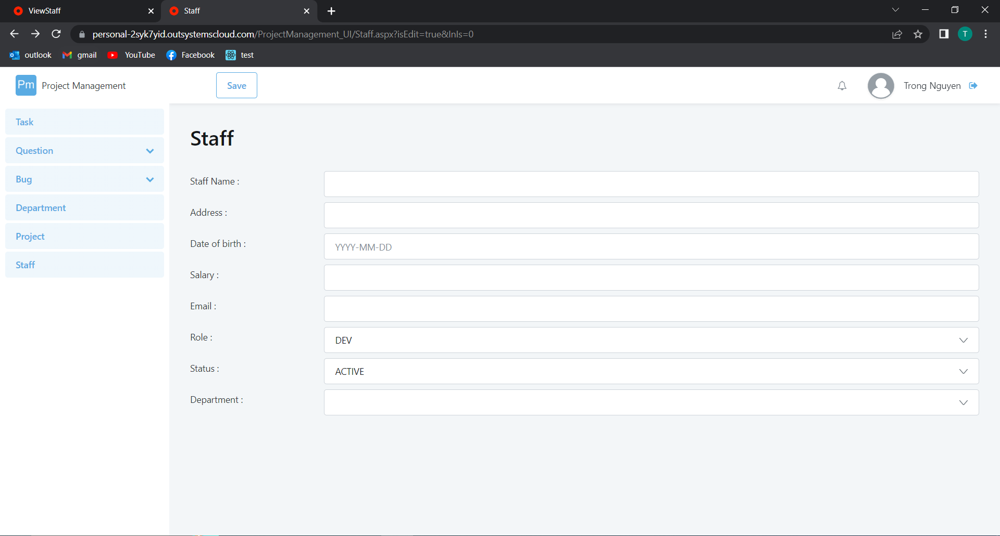 ViewStaff
Staff
personal-2syk7yid.outsystemscloud.com/ProjectManagement_UI/Staff.aspx?isEdit=true&InIs=0
T
outlook
gmail
YouTube
Facebook
test
Pm Project Management
Save
Trong Nguyen
Task
Question
Bug
Department
Project
Staff
Staff
Staff Name :
Address :
Date of birth : YYYY-MM-DD
Salary :
Email :
Role : DEV
Status : ACTIVE
Department :